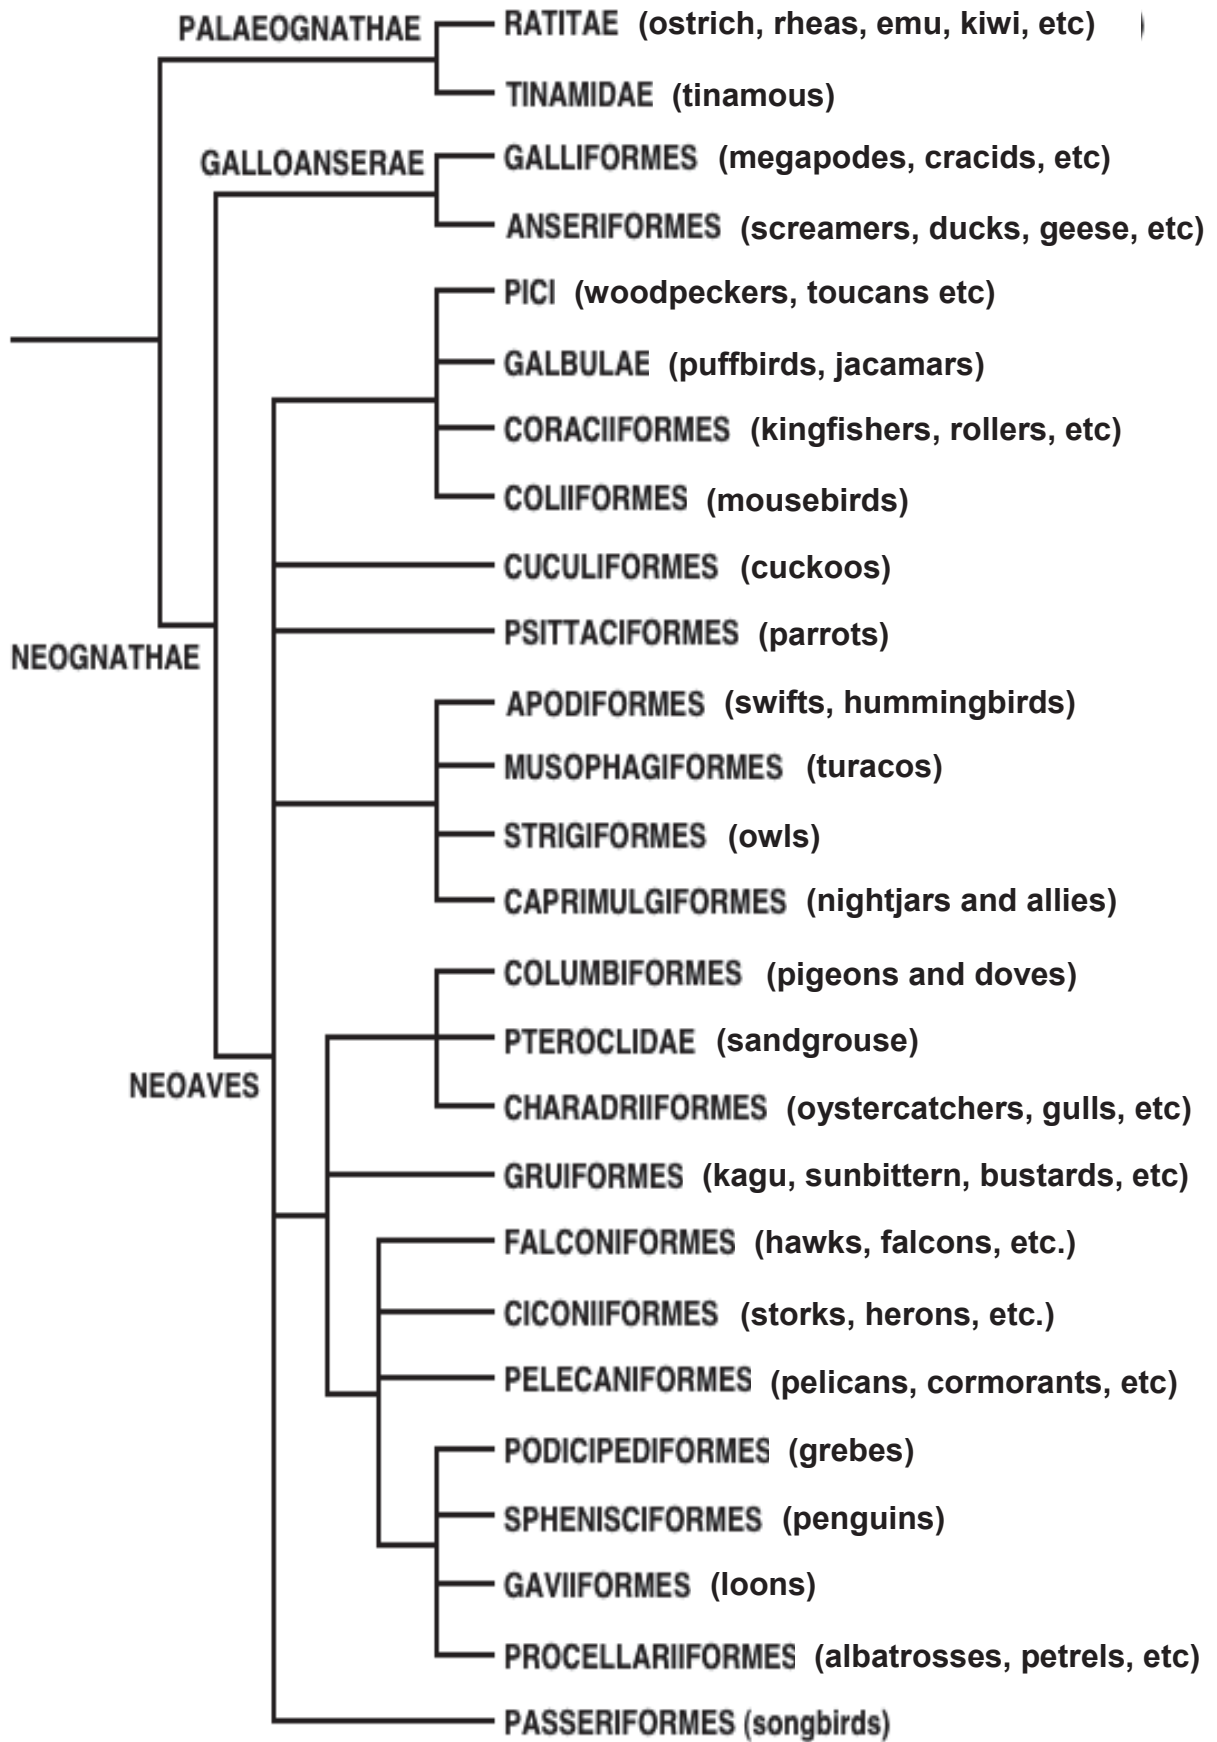 PALAEOGNATHAE
RATITAE (ostrich, rheas, emu, kiwi, etc) )
TINAMIDAE (tinamous)
GALLOANSERAE
GALLIFORMES (megapodes, cracids, etc)
ANSERIFORMES (screamers, ducks, geese, etc)
PICI (woodpeckers, toucans etc)
GALBULAE (puffbirds, jacamars)
CORACIIFORMES (kingfishers, rollers, etc)
COLIIFORMES (mousebirds)
CUCULIFORMES (cuckoos)
PSITTACIFORMES (parrots)
NEOGNATHAE
APODIFORMES (swifts, hummingbirds)
MUSOPHAGIFORMES (turacos)
STRIGIFORMES (owls)
CAPRIMULGIFORMES (nightjars and allies)
COLUMBIFORMES (pigeons and doves)
PTEROCLIDAE (sandgrouse)
NEOAVES
CHARADRIIFORMES (oystercatchers, gulls, etc)
GRUIFORMES (kagu, sunbittern, bustards, etc)
FALCONIFORMES (hawks, falcons, etc.)
CICONIIFORMES (storks, herons, etc.)
PELECANIFORMES (pelicans, cormorants, etc)
PODICIPEDIFORMES (grebes)
SPHENISCIFORMES (penguins)
GAVIIFORMES (loons)
PROCELLARIIFORMES (albatrosses, petrels, etc)
PASSERIFORMES (songbirds)